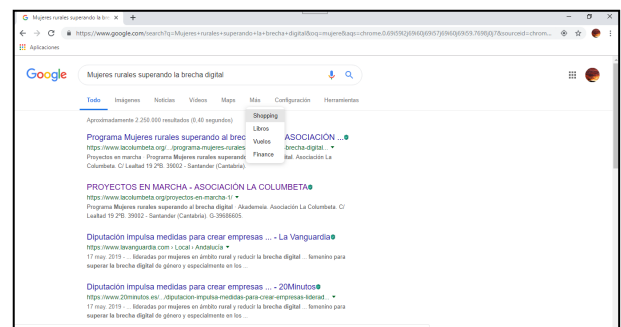 Mujeres rurales superando la bre
https://www.google.com/search?q=Mujeres+rurales+superando+la+brecha+digital&oq=mujere&aqs=chrome.
Aplicaciones
Google
Mujeres rurales superando la brecha digital
Todo Imágenes Noticias Vídeos Maps Más Configuración Herramientas
Shopping
Libros
Vuelos
Finance
Aproximadamente 2.250.000 resultados (0,40 segundos)
Programa Mujeres rurales superando al brec ASOCIACIÓN ...
https://www.lacolumbeta.org/.../programa-mujeres-rurales -brecha-digital...
Proyectos en marcha · Programa Mujeres rurales superando ital. Asociación La
Columbeta. C/ Lealtad 19 2ºB. 39002 - Santander (Cantabria).
PROYECTOS EN MARCHA - ASOCIACIÓN LA COLUMBETA
https://www.lacolumbeta.org/proyectos-en-marcha-1/
Programa Mujeres rurales superando al brecha digital · Akademeia. Asociación La Columbeta. C/
Lealtad 19 2ºB. 39002 - Santander (Cantabria). G-39686605.
Diputación impulsa medidas para crear empresas ... - La Vanguardia
https://www.lavanguardia.com › Local › Andalucía
17 may. 2019 - ... lideradas por mujeres en ámbito rural y reducir la brecha digital ... femenino para
superar la brecha digital de género y especialmente en los ...
Diputación impulsa medidas para crear empresas ... - 20Minutos
https://www.20minutos.es/.../diputacion-impulsa-medidas-para-crear-empresas-liderad...
17 may. 2019 - ... lideradas por mujeres en ámbito rural y reducir la brecha digital ... femenino para
superar la brecha digital de género y especialmente en los ...